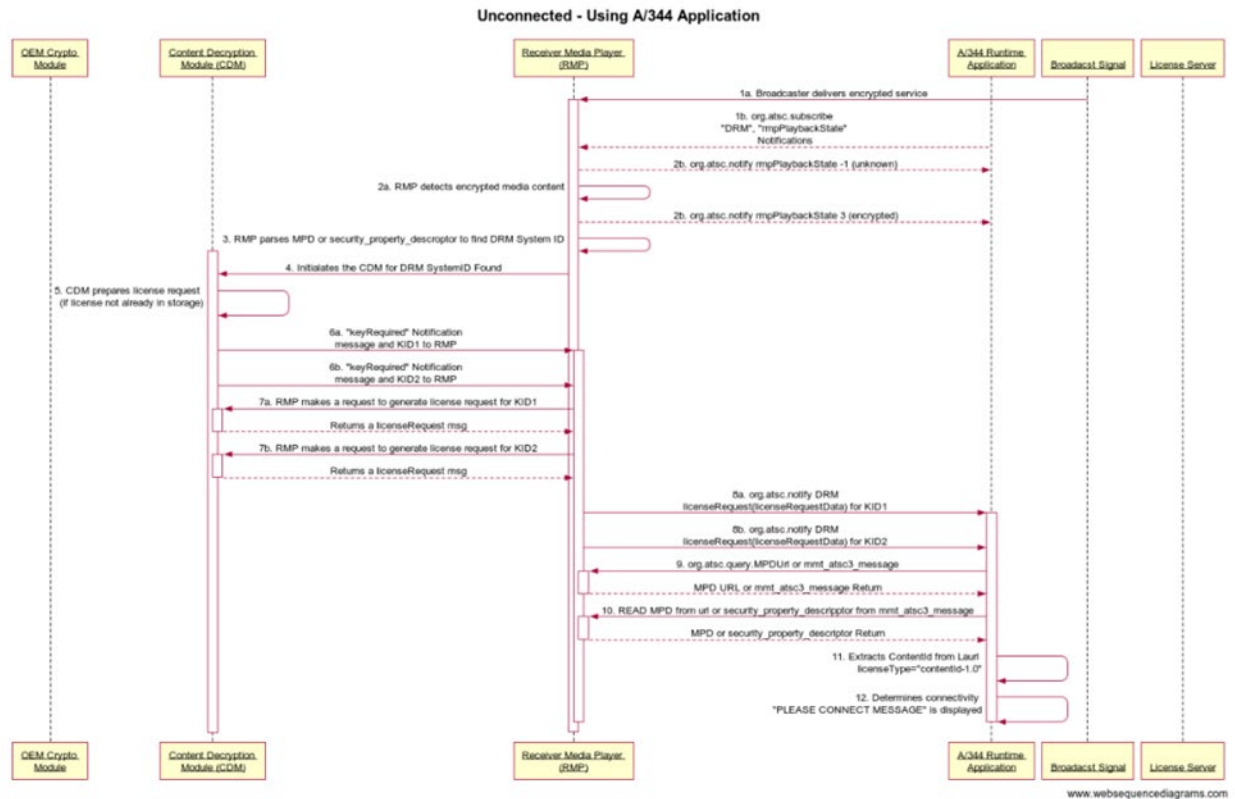 Unconnected - Using A/344 Application
OEM Crypto
Module
Content Decryption
Module (CDM)
Receiver Media Player
(RMP)
A/344 Runtime
Application
Broadacst Signal
License Server
1a. Broadcaster delivers encrypted service
1b. org.atsc.subscribe
"DRM", "rmpPlaybackState"
Notifications
2b. org.atsc.notify rmpPlaybackState -1 (unknown)
2a. RMP detects encrypted media content
2b. org.atsc.notify rmpPlaybackState 3 (encrypted)
3. RMP parses MPD or security_property_descroptor to find DRM System ID
4. Initialates the CDM for DRM SystemID Found
5. CDM prepares license request
(if license not already in storage)
6a. "keyRequired" Notification
message and KID1 to RMP
6b. "keyRequired" Notification
message and KID2 to RMP
7a. RMP makes a request to generate license request for KID1
Returns a licenseRequest msg
7b. RMP makes a request to generate license request for KID2
Returns a licenseRequest msg
8a. org.atsc.notify DRM
licenseRequest(licenseRequestData) for KID1
8b. org.atsc.notify DRM
licenseRequest(licenseRequestData) for KID2
9. org.atsc.query.MPDUrl or mmt_atsc3_message
MPD URL or mmt_atsc3_message Return
10. READ MPD from url or security_property_descripptor from mmt_atsc3_message
MPD or security_property_descriptor Return
11. Extracts ContentId from Laurl
licenseType="contentId-1.0"
12. Determines connectivity
"PLEASE CONNECT MESSAGE" is displayed
OEM Crypto
Module
Content Decryption
Module (CDM)
Receiver Media Player
(RMP)
A/344 Runtime
Application
Broadacst Signal
License Server
www.websequencediagrams.com